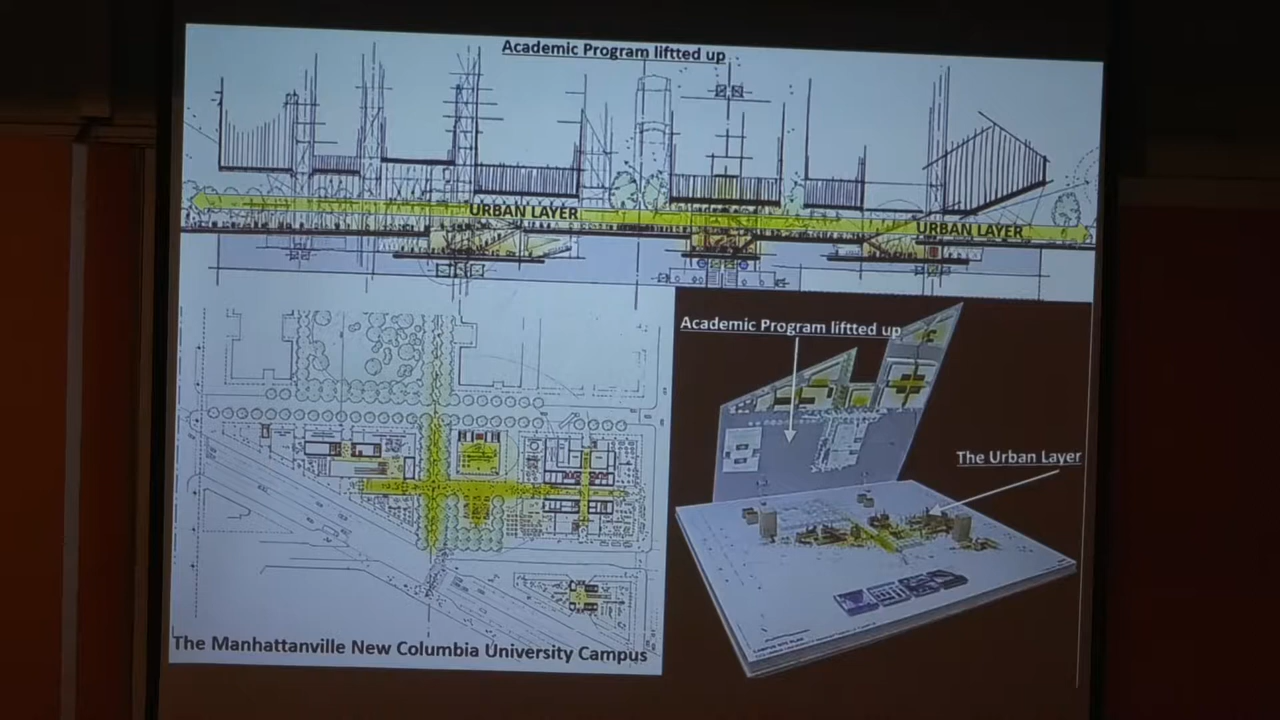 Academic Program liftted up
URBAN LAYER
URBAN LAYER
Academic Program liftted up
The Urban Layer
The Manhattanville New Columbia University Campus